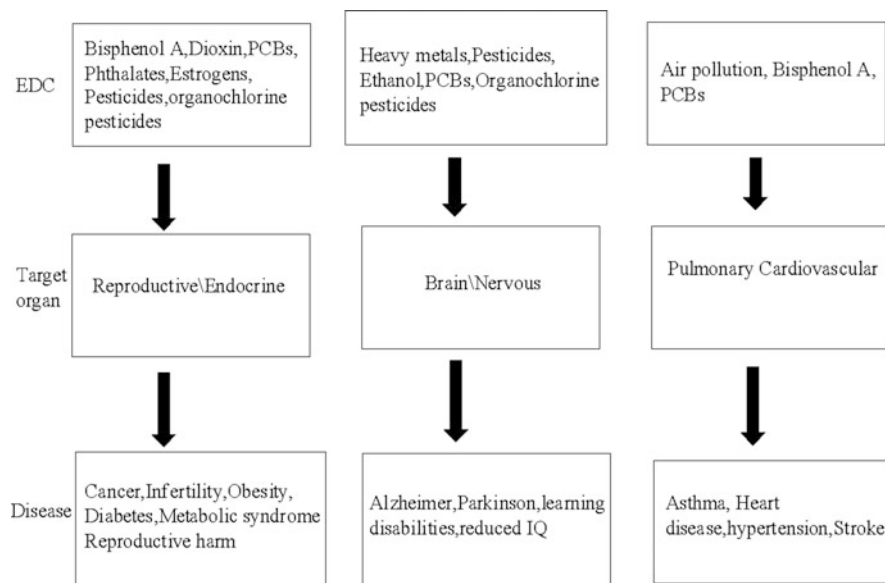 EDC
Bisphenol A,Dioxin,PCBs,
Phthalates,Estrogens,
Pesticides,organochlorine
pesticides
Heavy metals,Pesticides,
Ethanol,PCBs,Organochlorine
pesticides
Air pollution, Bisphenol A,
PCBs
Target
organ
Reproductive\Endocrine
Brain\Nervous
Pulmonary Cardiovascular
Disease
Cancer,Infertility,Obesity,
Diabetes,Metabolic syndrome
Reproductive harm
Alzheimer,Parkinson,learning
disabilities,reduced IQ
Asthma, Heart
disease,hypertension,Stroke